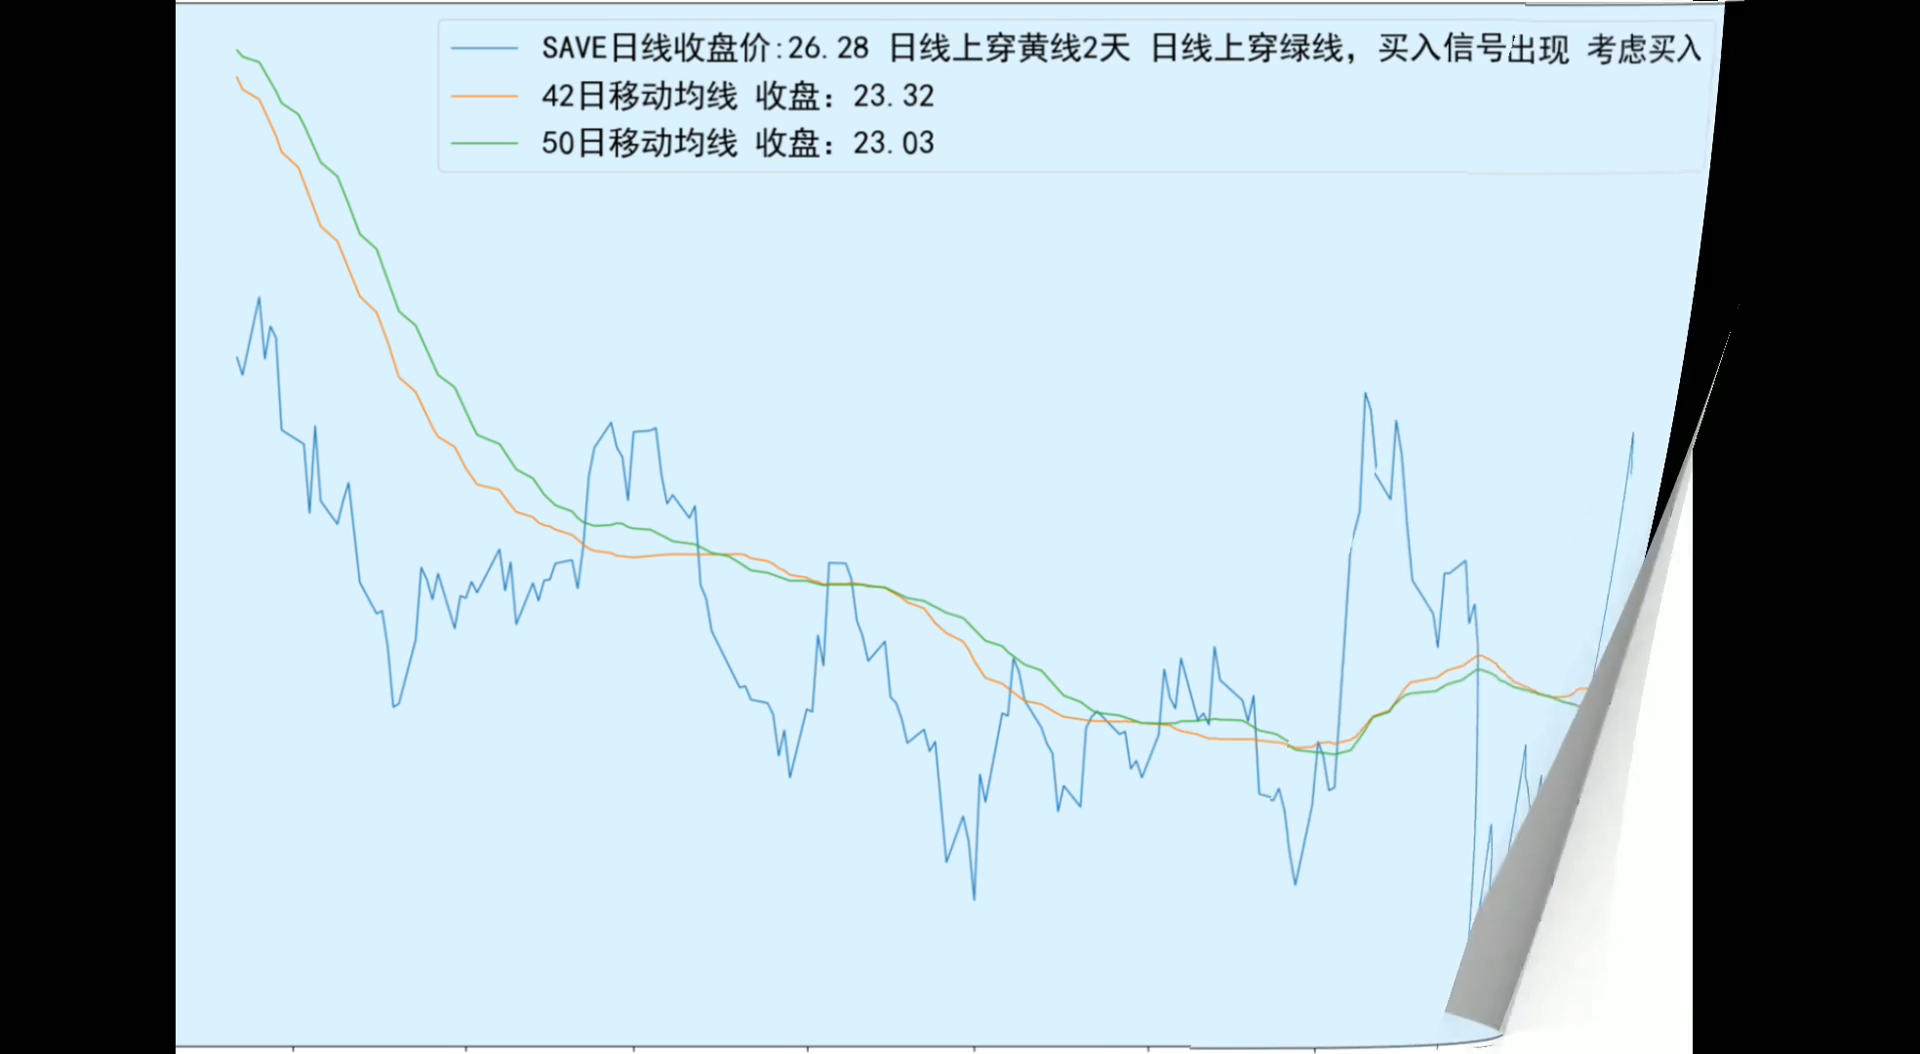 SAVE日线收盘价:26.28 日线上穿黄线2天 日线上穿绿线，买入信号出现 考虑买入
42日移动均线 收盘：23.32
50日移动均线 收盘：23.03